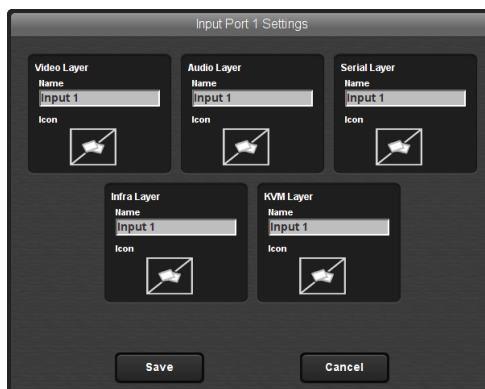 Input Port 1 Settings
Video Layer
Name
Input 1
Icon
Audio Layer
Name
Input 1
Icon
Serial Layer
Name
Input 1
Icon
Infra Layer
Name
Input 1
Icon
KVM Layer
Name
Input 1
Icon
Save
Cancel